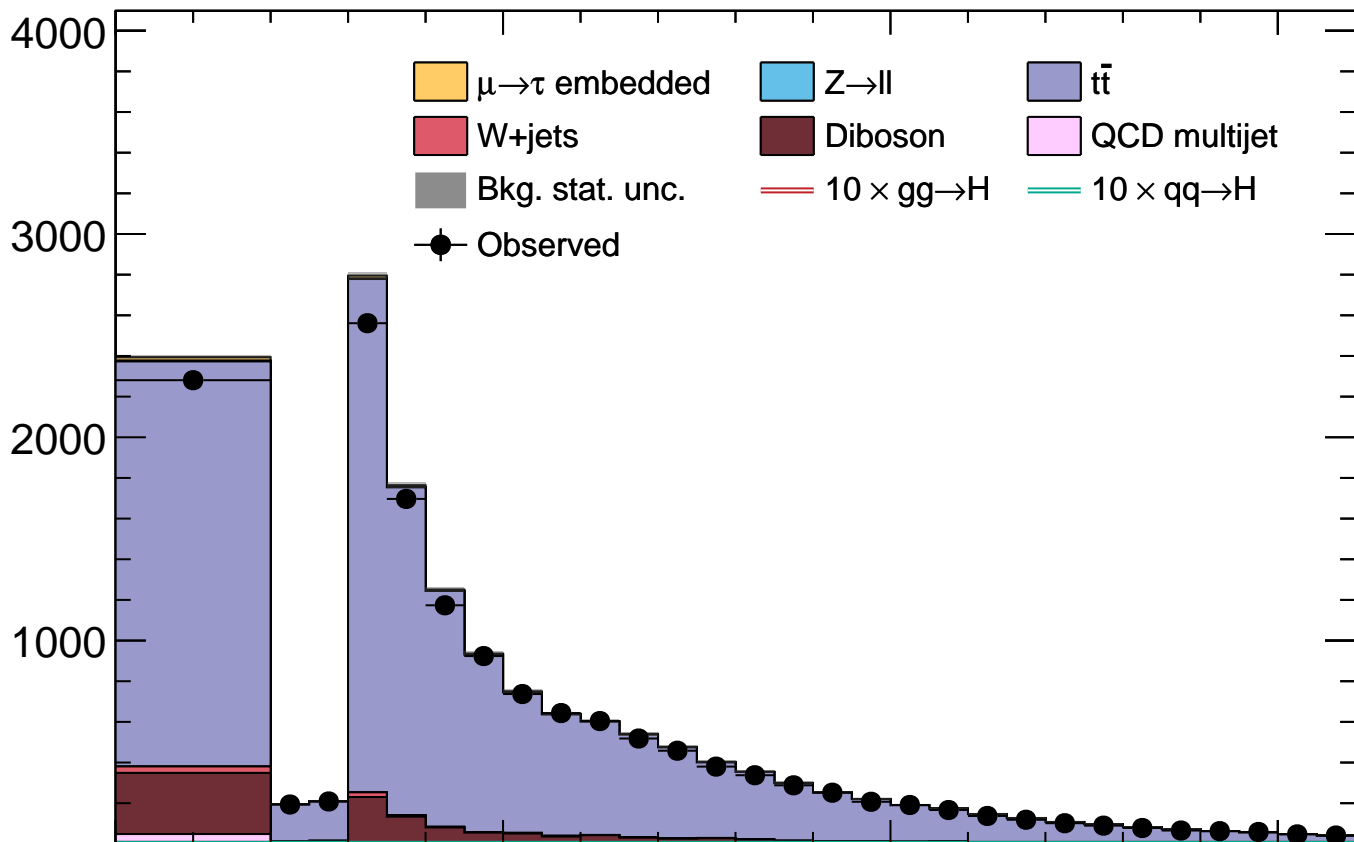 4000
μ→τ embedded Z→ll tt̄
W+jets Diboson QCD multijet
Bkg. stat. unc. 10 × gg→H 10 × qq→H
3000
Observed
2000
1000